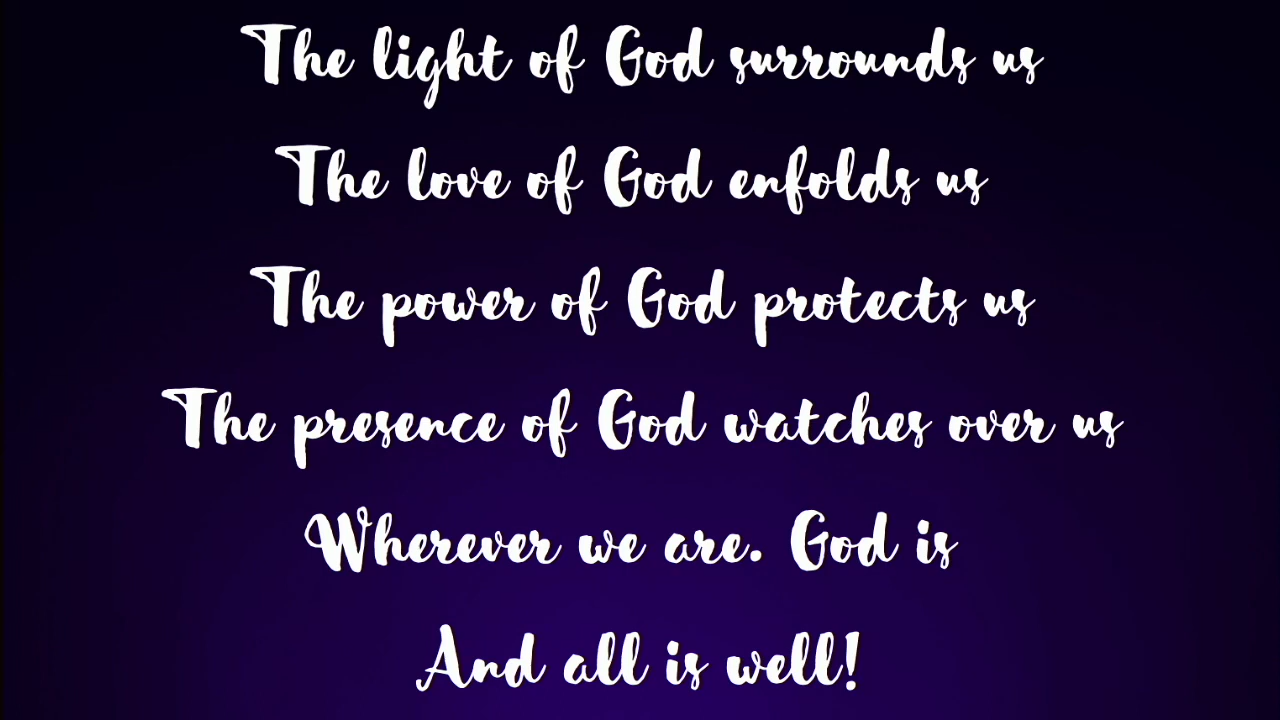 The light of God surrounds us
The love of God enfolds us
The power of God protects us
The presence of God watches over us
Wherever we are. God is
And all is well!